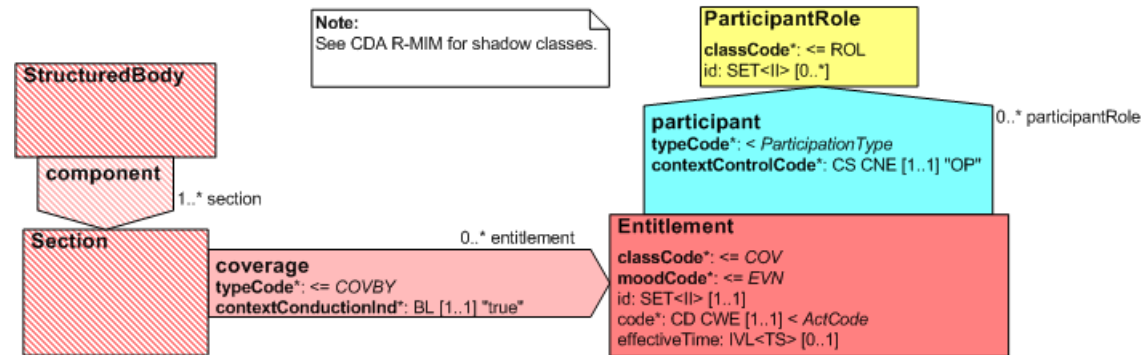 Note:
See CDA R-MIM for shadow classes.
ParticipantRole
classCode*: <= ROL
id: SET<II> [0..*]
StructuredBody
component
1..* section
participant
typeCode*: < ParticipationType
contextControlCode*: CS CNE [1..1] "OP"
0..* participantRole
Section
0..* entitlement
coverage
typeCode*: <= COVBY
contextConductionInd*: BL [1..1] "true"
Entitlement
classCode*: <= COV
moodCode*: <= EVN
id: SET<II> [1..1]
code*: CD CWE [1..1] < ActCode
effectiveTime: IVL<TS> [0..1]